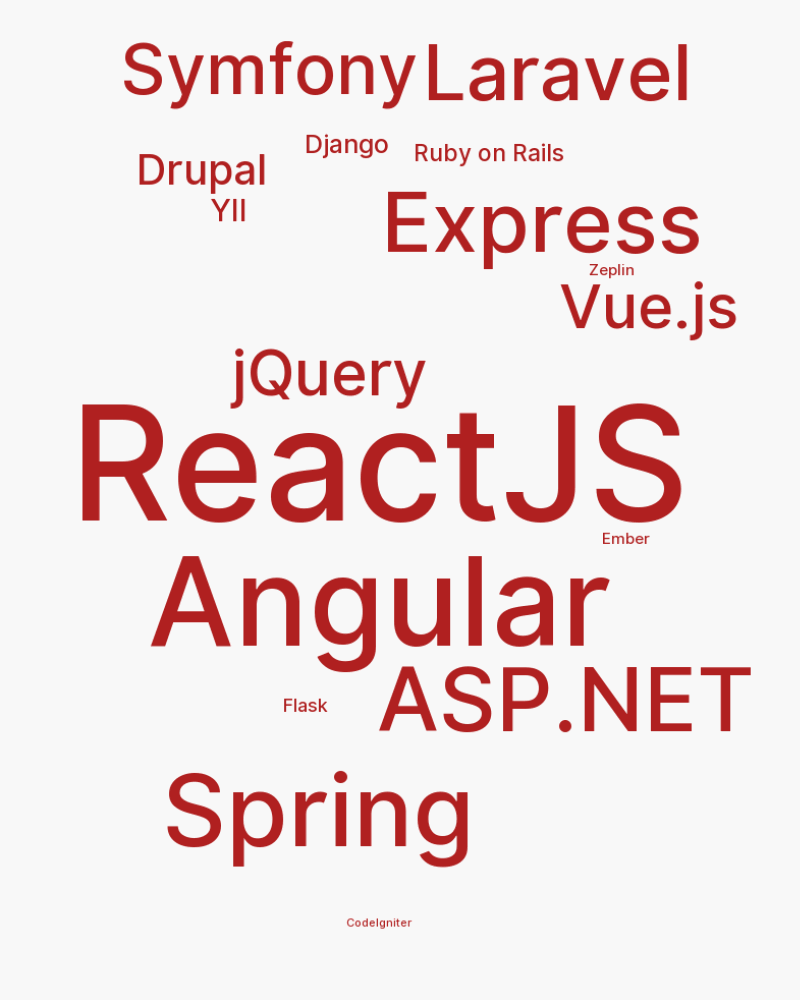 Symfony Laravel
Django Ruby on Rails
Drupal
YII
Express
Zeplin
Vue.js
jQuery
ReactJS
Ember
Angular
ASP.NET
Flask
Spring
CodeIgniter